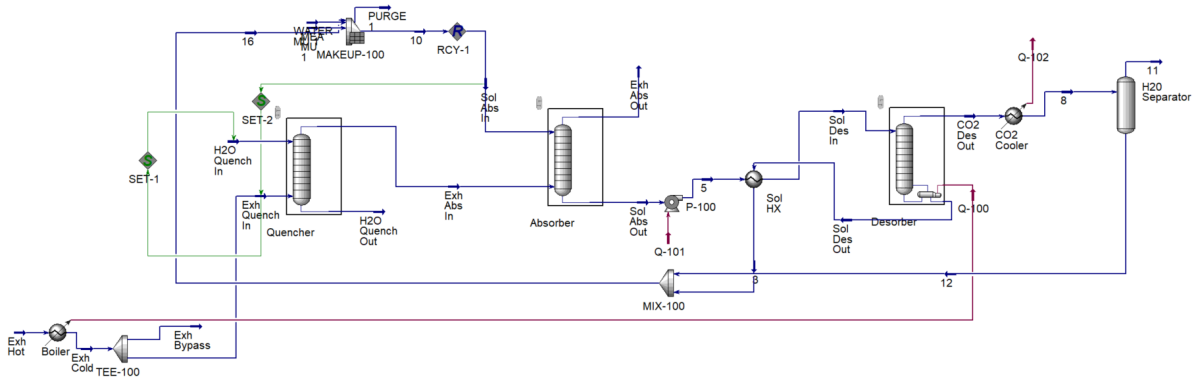 PURGE
1
WATER
MU
MEA
MU
1
16
MAKEUP-100
10
R
RCY-1
Q-102
11
H20
Separator
S
SET-2
Sol
Abs
In
Exh
Abs
Out
Sol
Des
In
CO2
Des
Out
CO2
Cooler
8
S
SET-1
H2O
Quench
In
Exh
Quench
In
Quencher
H2O
Quench
Out
Exh
Abs
In
Absorber
Sol
Abs
Out
5
P-100
Q-101
Sol
HX
Sol
Des
Out
Desorber
Q-100
3
12
MIX-100
Exh
Hot
Boiler
Exh
Cold
TEE-100
Exh
Bypass